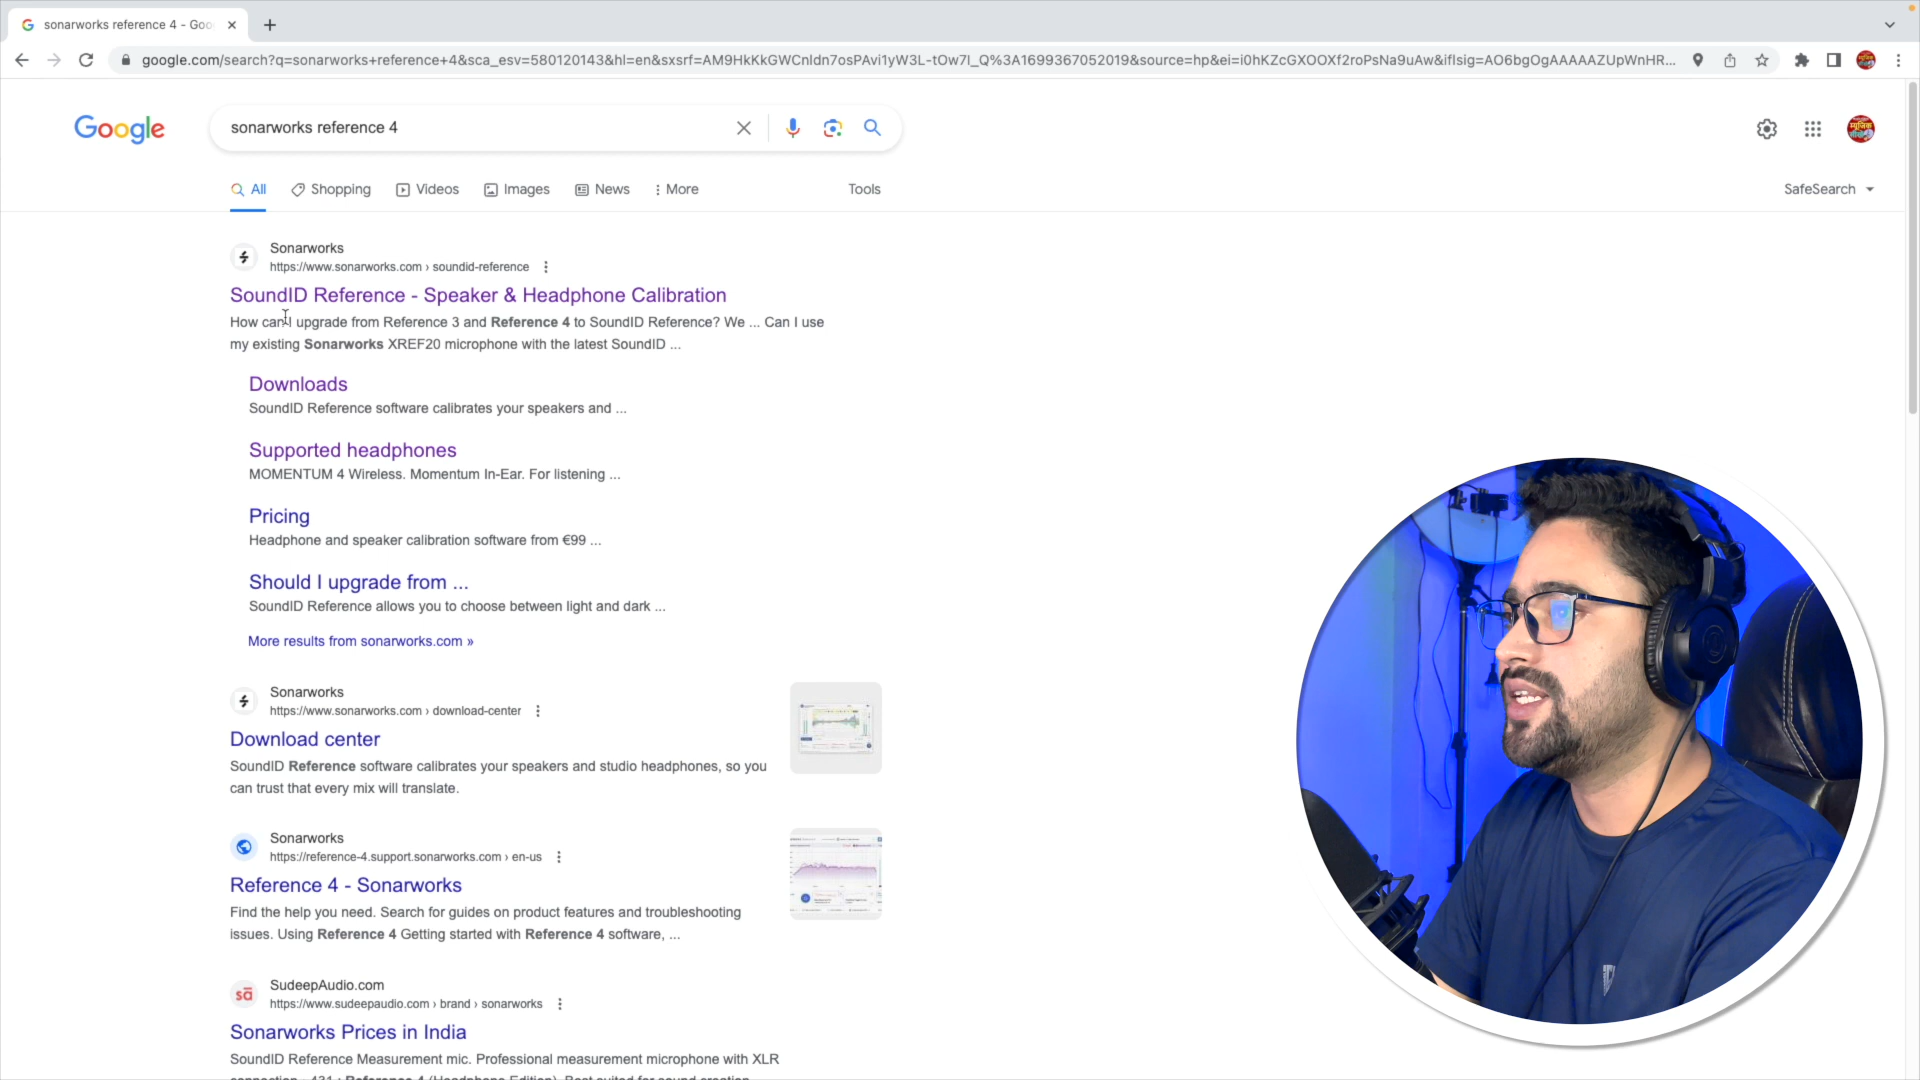 sonarworks reference 4 - Goo
google.com/search?q=sonarworks+reference+4&sca_esv=580120143&hl=en&sxsrf=AM9HkKkGWCnldn7osPAvi1yW3L-tOw7l_Q%3A1699367052019&source=hp&ei=i0hKZcGXOOXf2roPsNa9uAw&iflsig=AO6bgOgAAAAAZUpWnHR...
Google
sonarworks reference 4
All
Shopping
Videos
Images
News
More
Tools
SafeSearch
Sonarworks
https://www.sonarworks.com › soundid-reference
SoundID Reference - Speaker & Headphone Calibration
How can I upgrade from Reference 3 and Reference 4 to SoundID Reference? We ... Can I use
my existing Sonarworks XREF20 microphone with the latest SoundID ...
Downloads
SoundID Reference software calibrates your speakers and ...
Supported headphones
MOMENTUM 4 Wireless. Momentum In-Ear. For listening ...
Pricing
Headphone and speaker calibration software from €99 ...
Should I upgrade from ...
SoundID Reference allows you to choose between light and dark ...
More results from sonarworks.com »
Sonarworks
https://www.sonarworks.com › download-center
Download center
SoundID Reference software calibrates your speakers and studio headphones, so you
can trust that every mix will translate.
Sonarworks
https://reference-4.support.sonarworks.com › en-us
Reference 4 - Sonarworks
Find the help you need. Search for guides on product features and troubleshooting
issues. Using Reference 4 Getting started with Reference 4 software, ...
sā
SudeepAudio.com
https://www.sudeepaudio.com › brand › sonarworks
Sonarworks Prices in India
SoundID Reference Measurement mic. Professional measurement microphone with XLR